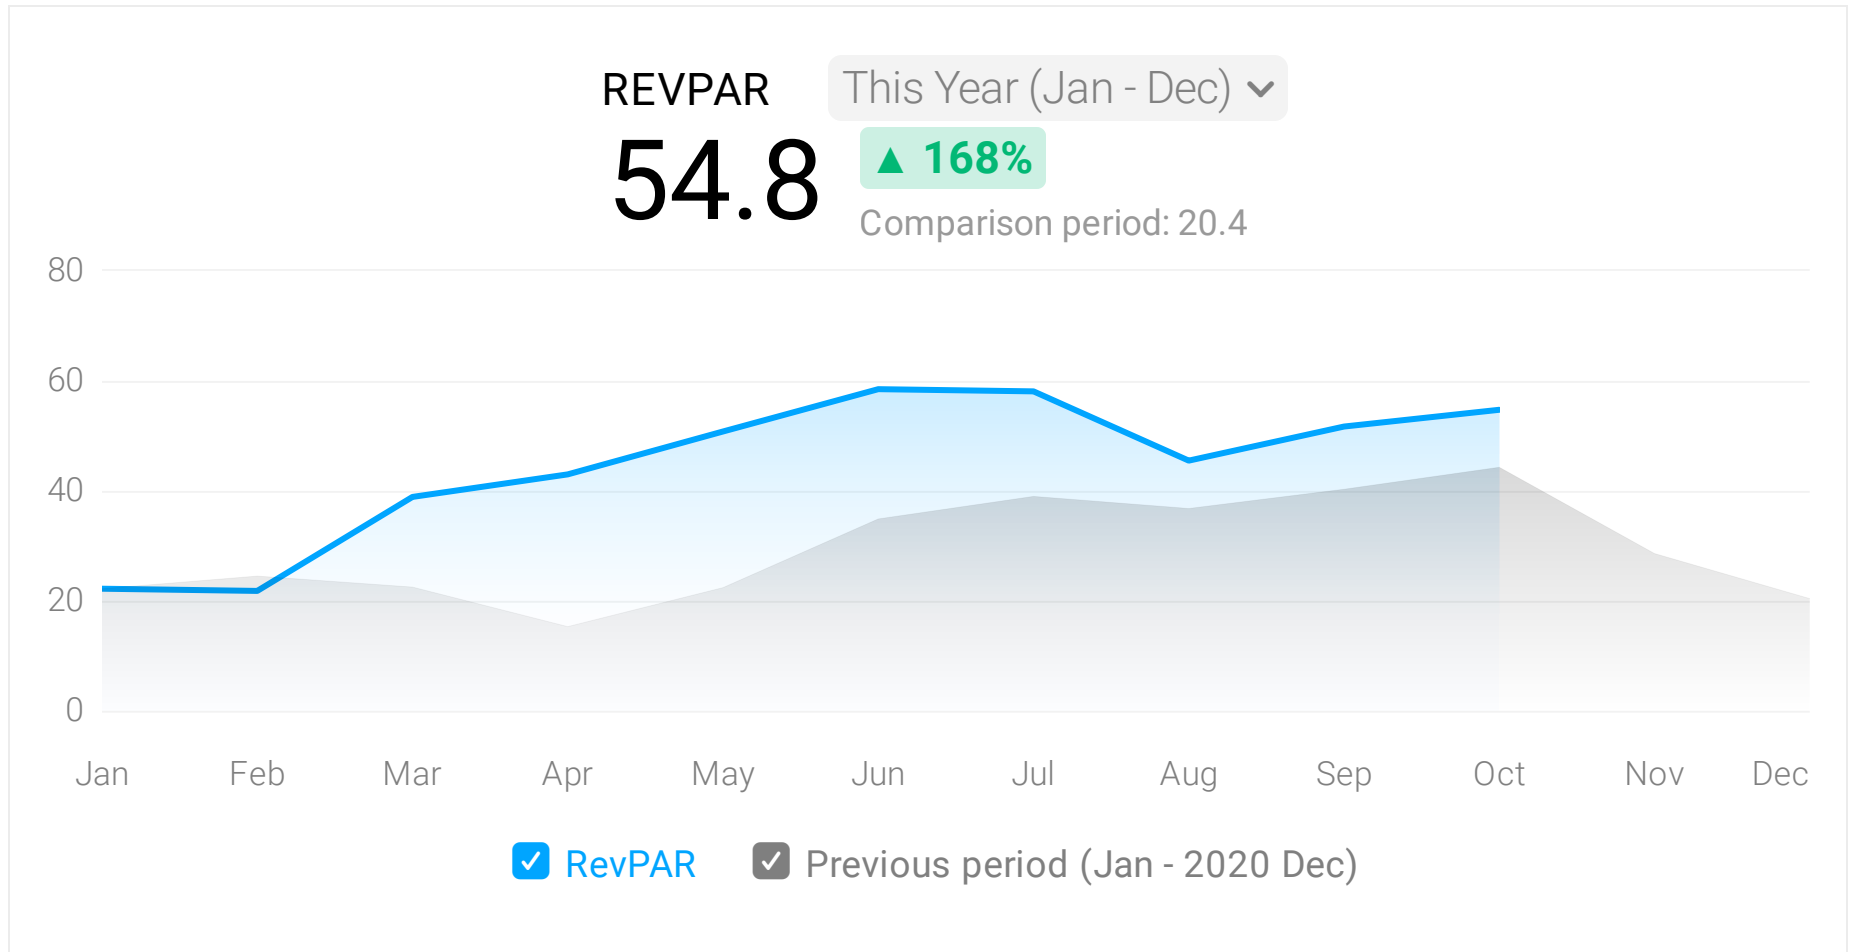 REVPAR
This Year (Jan - Dec)
54.8
▲ 168%
Comparison period: 20.4
80
60
40
20
0
Jan Feb Mar Apr May Jun Jul Aug Sep Oct Nov Dec
RevPAR Previous period (Jan - 2020 Dec)